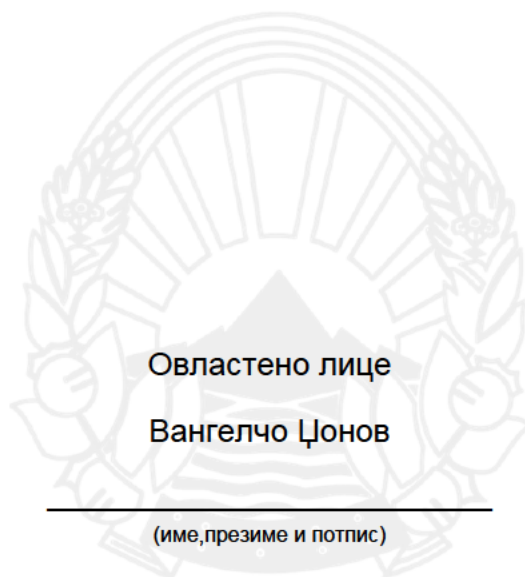 Овластено лице
Вангелчо Џонов
(име,презиме и потпис)